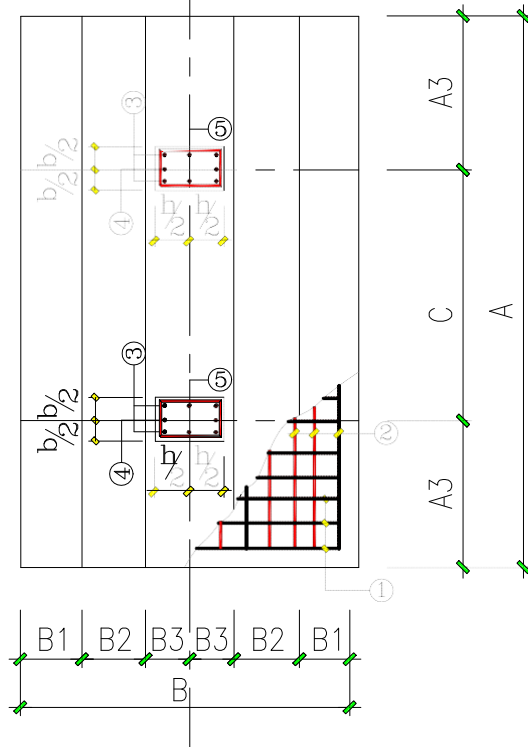 A3
③
⑤
b/2
b/2
④
h/2
h/2
C
A
③
⑤
b/2
b/2
④
h/2
h/2
②
A3
①
B1
B2
B3
B3
B2
B1
B